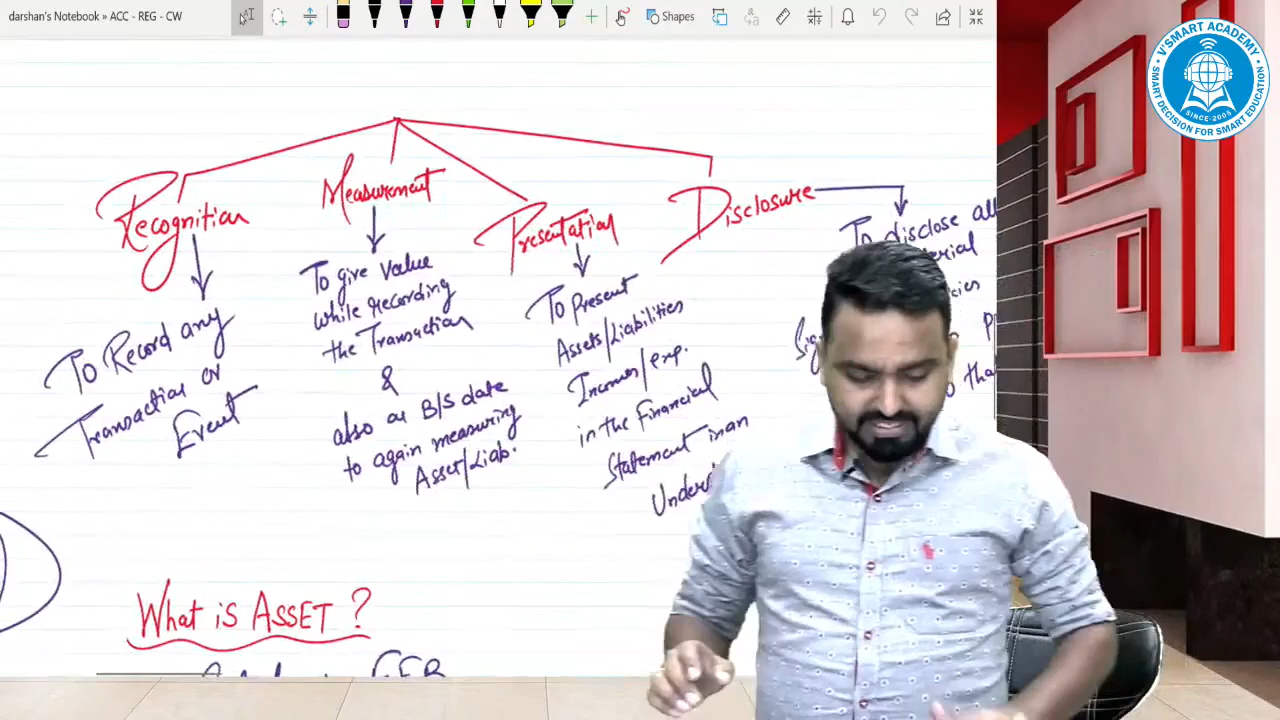 darshan's Notebook » ACC - REG - CW
Shapes
V'SMART ACADEMY
SMART DECISION FOR SMART EDUCATION
SINCE-2005
Recognition
To Record any
Transaction or
Event
Measurement
To give value
while recording
the Transaction
&
also on B/S date
to again measuring
Asset/Liab.
Presentation
To Present
Assets/Liabilities
Incomes/exp.
in the Financial
Statement in an
Disclosure
To disclose all
What is ASSET ?